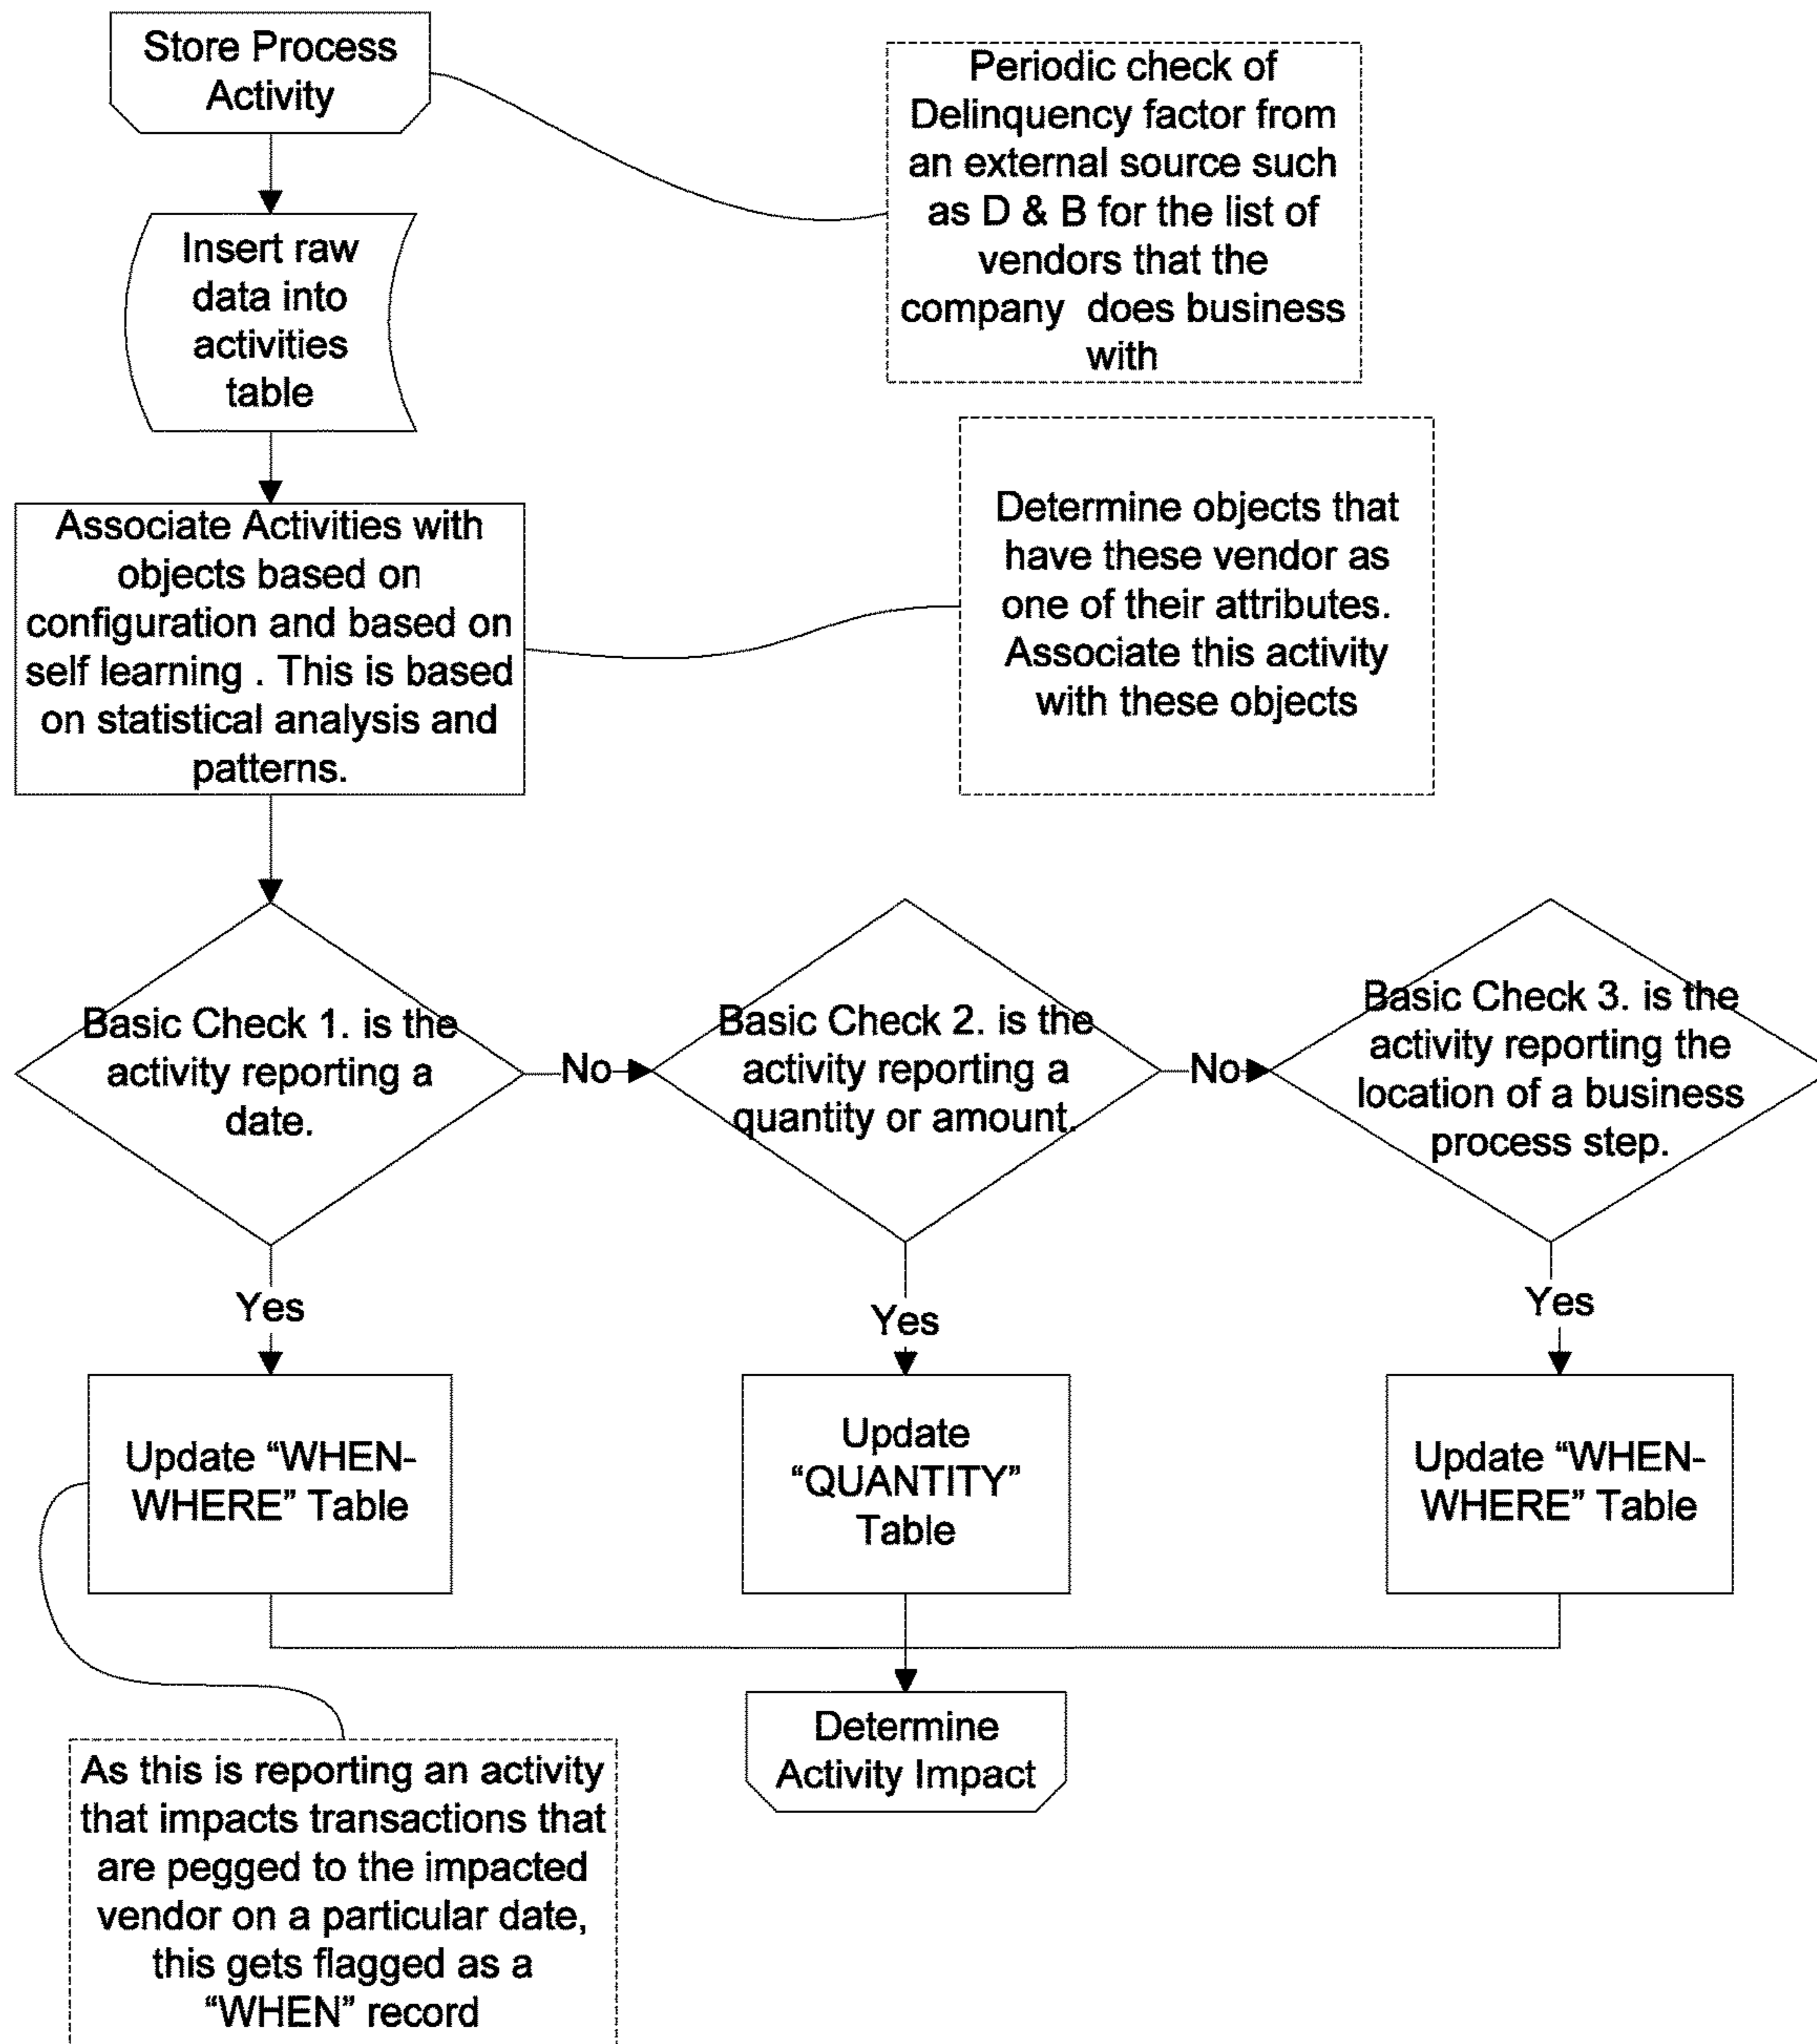 Store Process
Activity
Periodic check of
Delinquency factor from
an external source such
as D & B for the list of
vendors that the
company does business
with
Insert raw
data into
activities
table
Associate Activities with
objects based on
configuration and based on
self learning . This is based
on statistical analysis and
patterns.
Determine objects that
have these vendor as
one of their attributes.
Associate this activity
with these objects
Basic Check 1. is the
activity reporting a
date.
No
Basic Check 2. is the
activity reporting a
quantity or amount.
No
Basic Check 3. is the
activity reporting the
location of a business
process step.
Yes
Yes
Yes
Update “WHEN-
WHERE” Table
Update
“QUANTITY”
Table
Update “WHEN-
WHERE” Table
Determine
Activity Impact
As this is reporting an activity
that impacts transactions that
are pegged to the impacted
vendor on a particular date,
this gets flagged as a
“WHEN” record